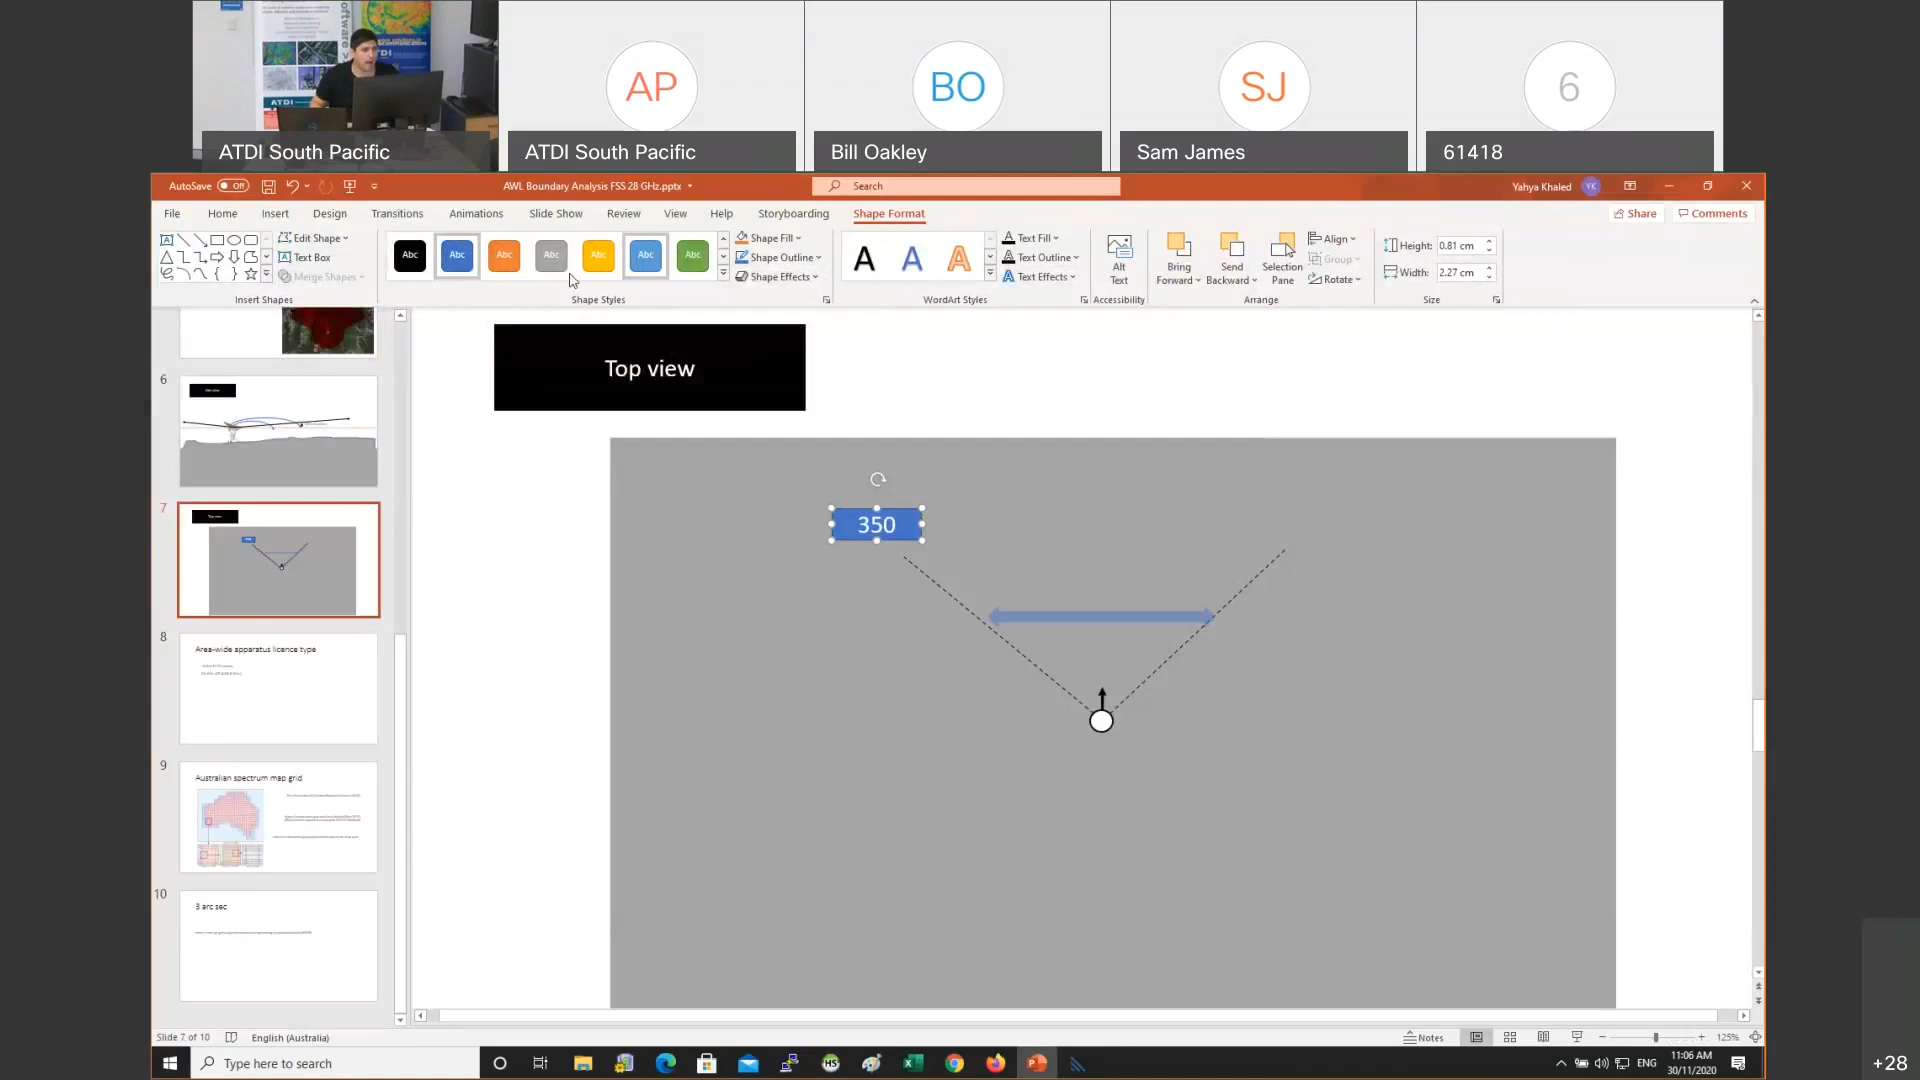 software >
ATDI
AP
BO
SJ
6
ATDI South Pacific
ATDI South Pacific
Bill Oakley
Sam James
61418
AutoSave
Off
AWL Boundary Analysis FSS 28 GHz.pptx
Search
Yahya Khaled
YK
File
Home
Insert
Design
Transitions
Animations
Slide Show
Review
View
Help
Storyboarding
Shape Format
Share
Comments
Edit Shape
Text Box
Merge Shapes
Insert Shapes
Abc
Abc
Abc
Abc
Abc
Abc
Abc
Shape Styles
Shape Fill
Shape Outline
Shape Effects
A
A
A
WordArt Styles
Text Fill
Text Outline
Text Effects
Alt
Text
Accessibility
Bring
Forward
Send
Backward
Selection
Pane
Align
Group
Rotate
Arrange
Height:
0.81 cm
Width:
2.27 cm
Size
6
7
Top view
8
Area-wide apparatus licence type
9
Australian spectrum map grid
10
3 arc sec
Top view
350
Slide 7 of 10
English (Australia)
Notes
125%
Type here to search
HS
ENG
11:06 AM
30/11/2020
+28